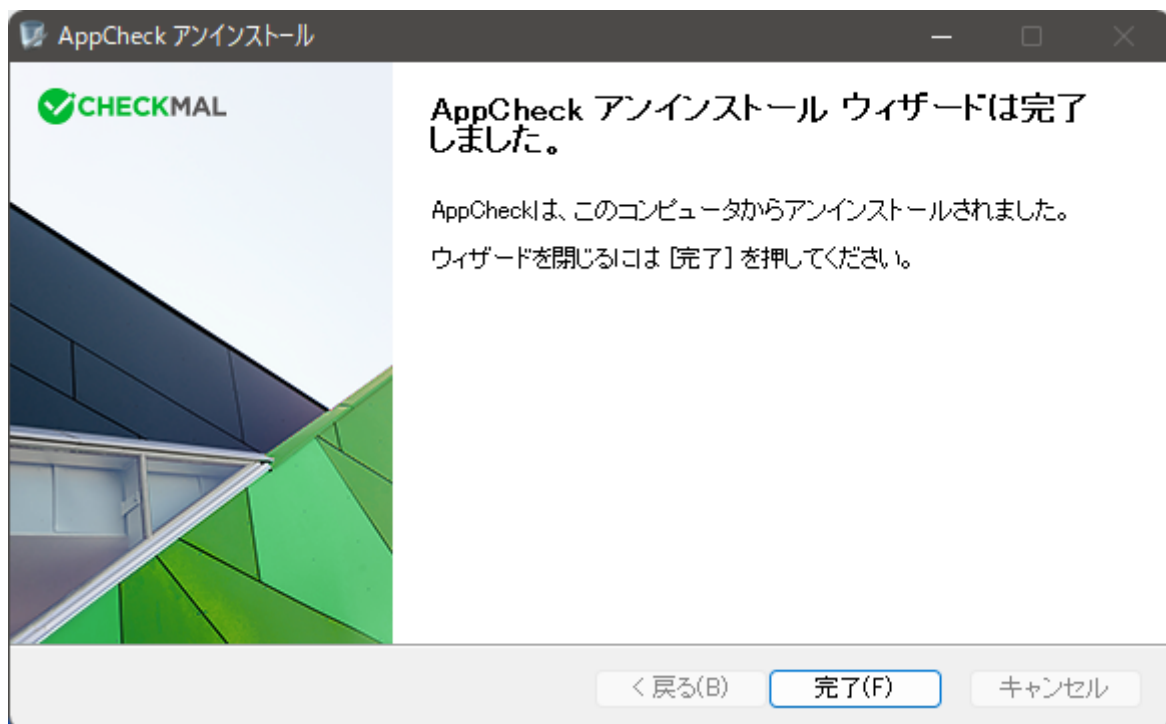 AppCheck アンインストール
CHECKMAL
AppCheck アンインストール ウィザードは完了
しました。
AppCheckは、このコンピュータからアンインストールされました。
ウィザードを閉じるには [完了] を押してください。
< 戻る(B)
完了(F)
キャンセル